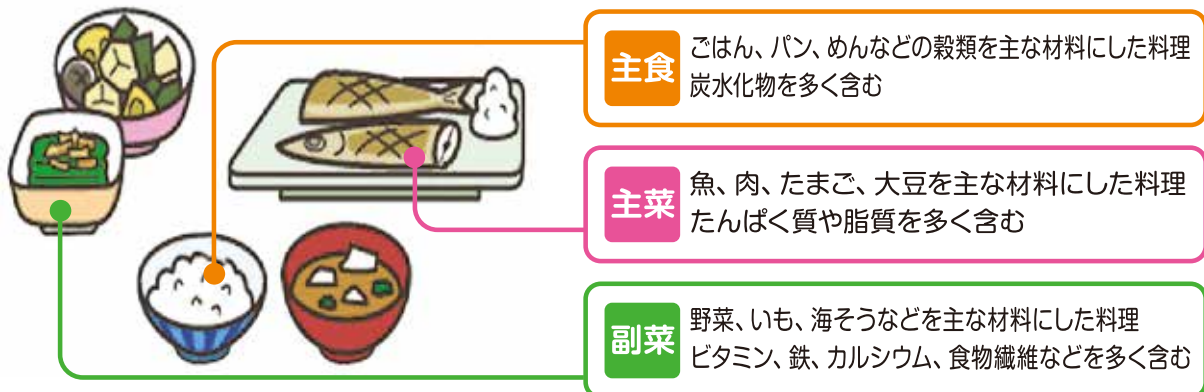 主食
ごはん、パン、めんなどの穀類を主な材料にした料理
炭水化物を多く含む
主菜
魚、肉、たまご、大豆を主な材料にした料理
たんぱく質や脂質を多く含む
副菜
野菜、いも、海そうなどを主な材料にした料理
ビタミン、鉄、カルシウム、食物繊維などを多く含む